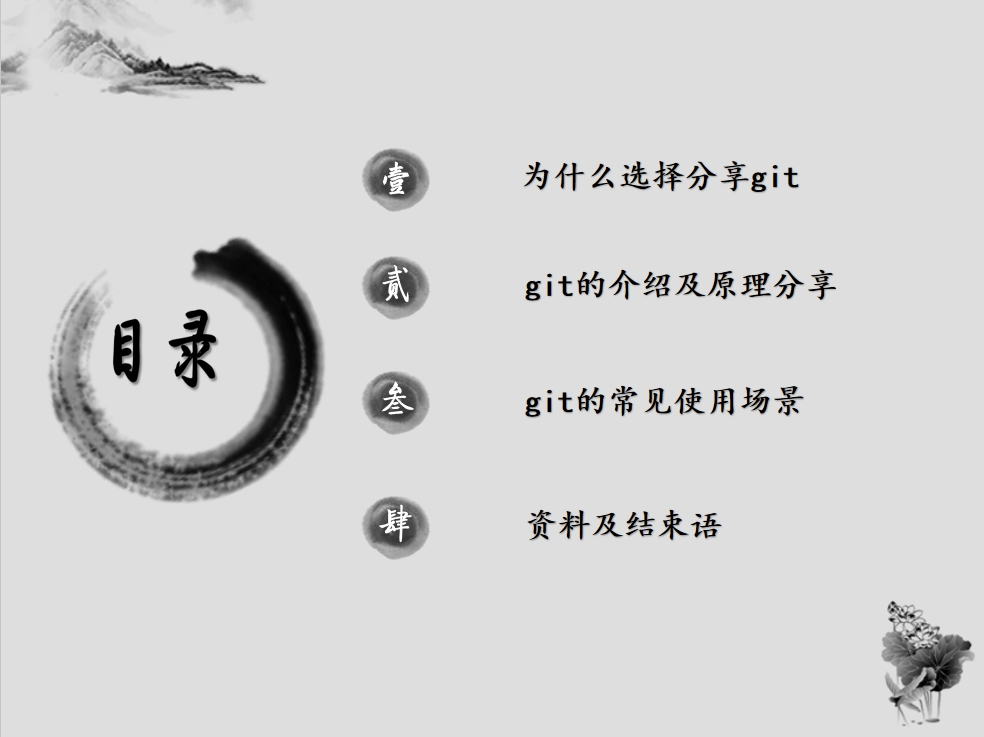 目录
壹 为什么选择分享git
贰 git的介绍及原理分享
叁 git的常见使用场景
肆 资料及结束语